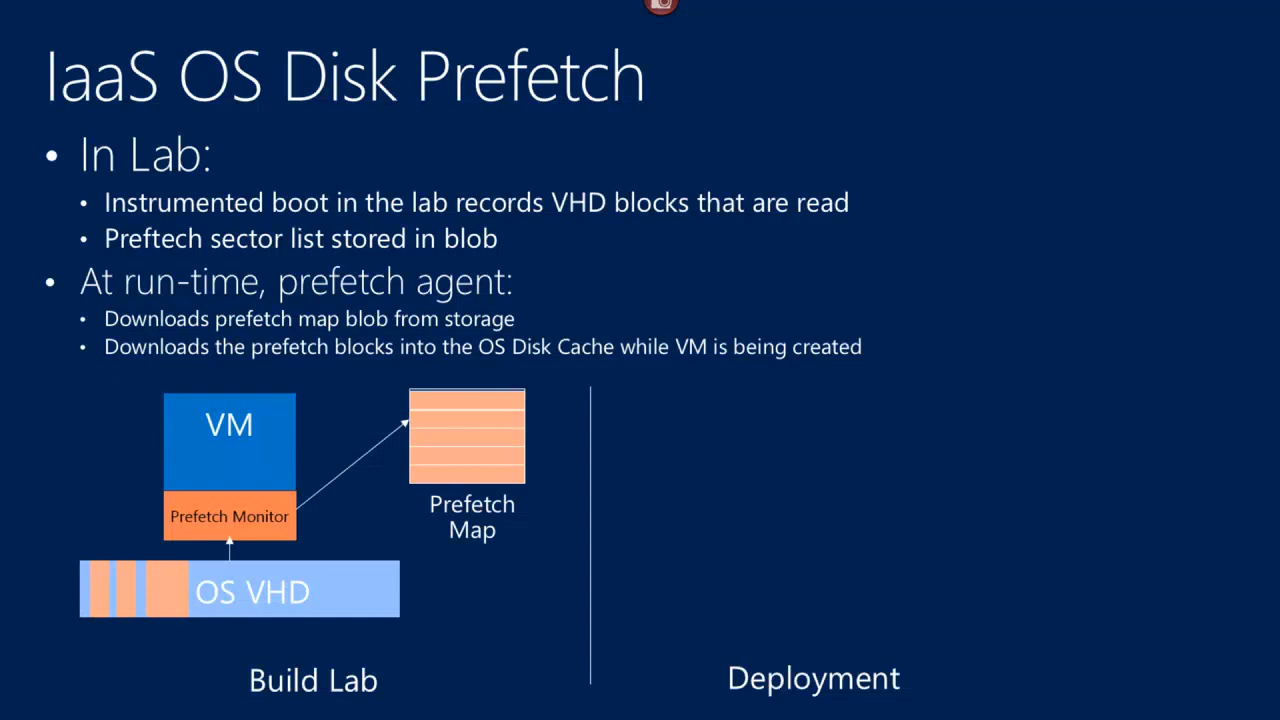 IaaS OS Disk Prefetch
• In Lab:
• Instrumented boot in the lab records VHD blocks that are read
• Preftech sector list stored in blob
• At run-time, prefetch agent:
• Downloads prefetch map blob from storage
• Downloads the prefetch blocks into the OS Disk Cache while VM is being created
VM
Prefetch Monitor
OS VHD
Prefetch
Map
Build Lab
Deployment